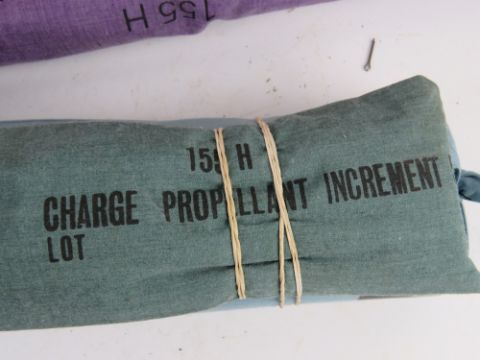 155 H
155 H
CHARGE PROPELLANT INCREMENT
LOT